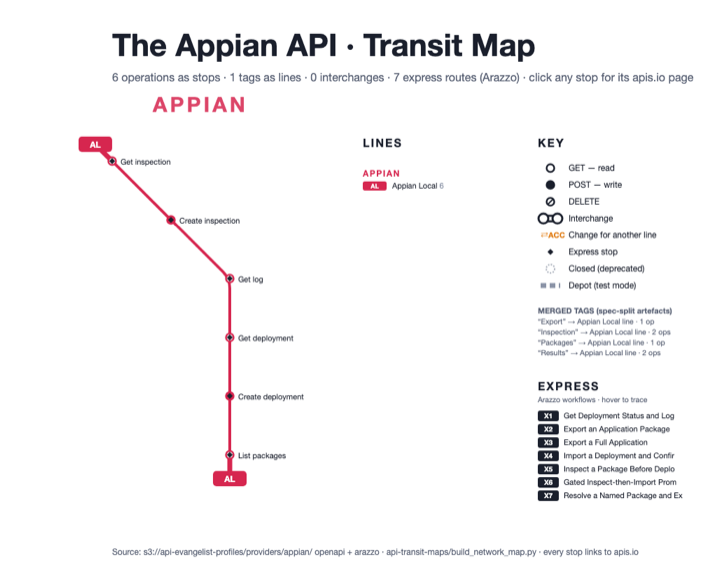 The Appian API · Transit Map
6 operations as stops · 1 tags as lines · 0 interchanges · 7 express routes (Arazzo) · click any stop for its apis.io page
APPIAN
AL
Get inspection
Create inspection
Get log
Get deployment
Create deployment
List packages
AL
LINES
APPIAN
AL Appian Local 6
KEY
GET — read
POST — write
DELETE
Interchange
ACC Change for another line
Express stop
Closed (deprecated)
Depot (test mode)
MERGED TAGS (spec-split artefacts)
"Export" → Appian Local line · 1 op
"Inspection" → Appian Local line · 2 ops
"Packages" → Appian Local line · 1 op
"Results" → Appian Local line · 2 ops
EXPRESS
Arazzo workflows · hover to trace
X1 Get Deployment Status and Log
X2 Export an Application Package
X3 Export a Full Application
X4 Import a Deployment and Confir
X5 Inspect a Package Before Deplo
X6 Gated Inspect-then-Import Prom
X7 Resolve a Named Package and Ex
Source: s3://api-evangelist-profiles/providers/appian/ openapi + arazzo · api-transit-maps/build_network_map.py · every stop links to apis.io